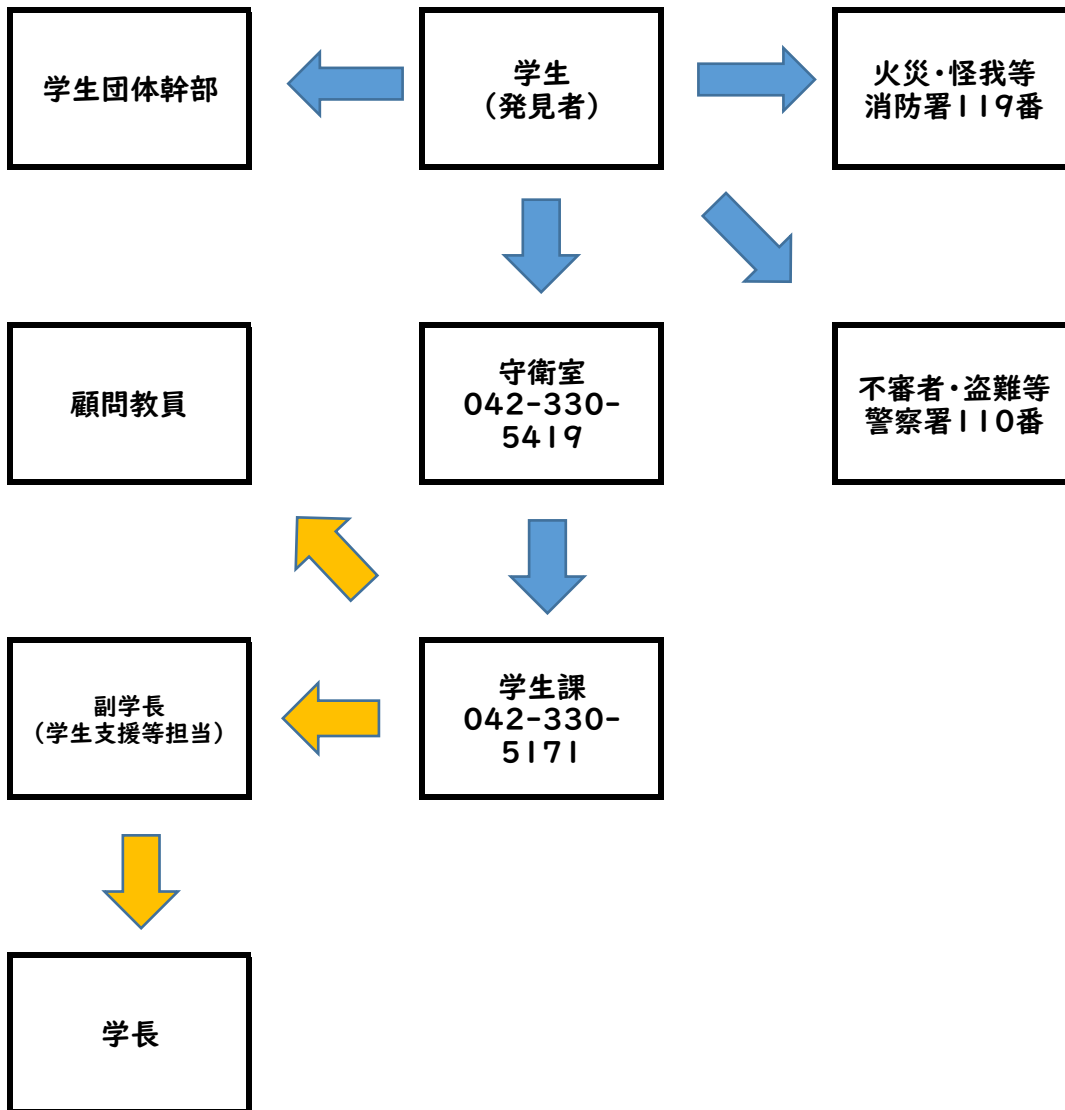 学生団体幹部
学生
（発見者）
火災・怪我等
消防署119番
顧問教員
守衛室
042-330-
5419
不審者・盗難等
警察署110番
副学長
（学生支援等担当）
学生課
042-330-
5171
学長